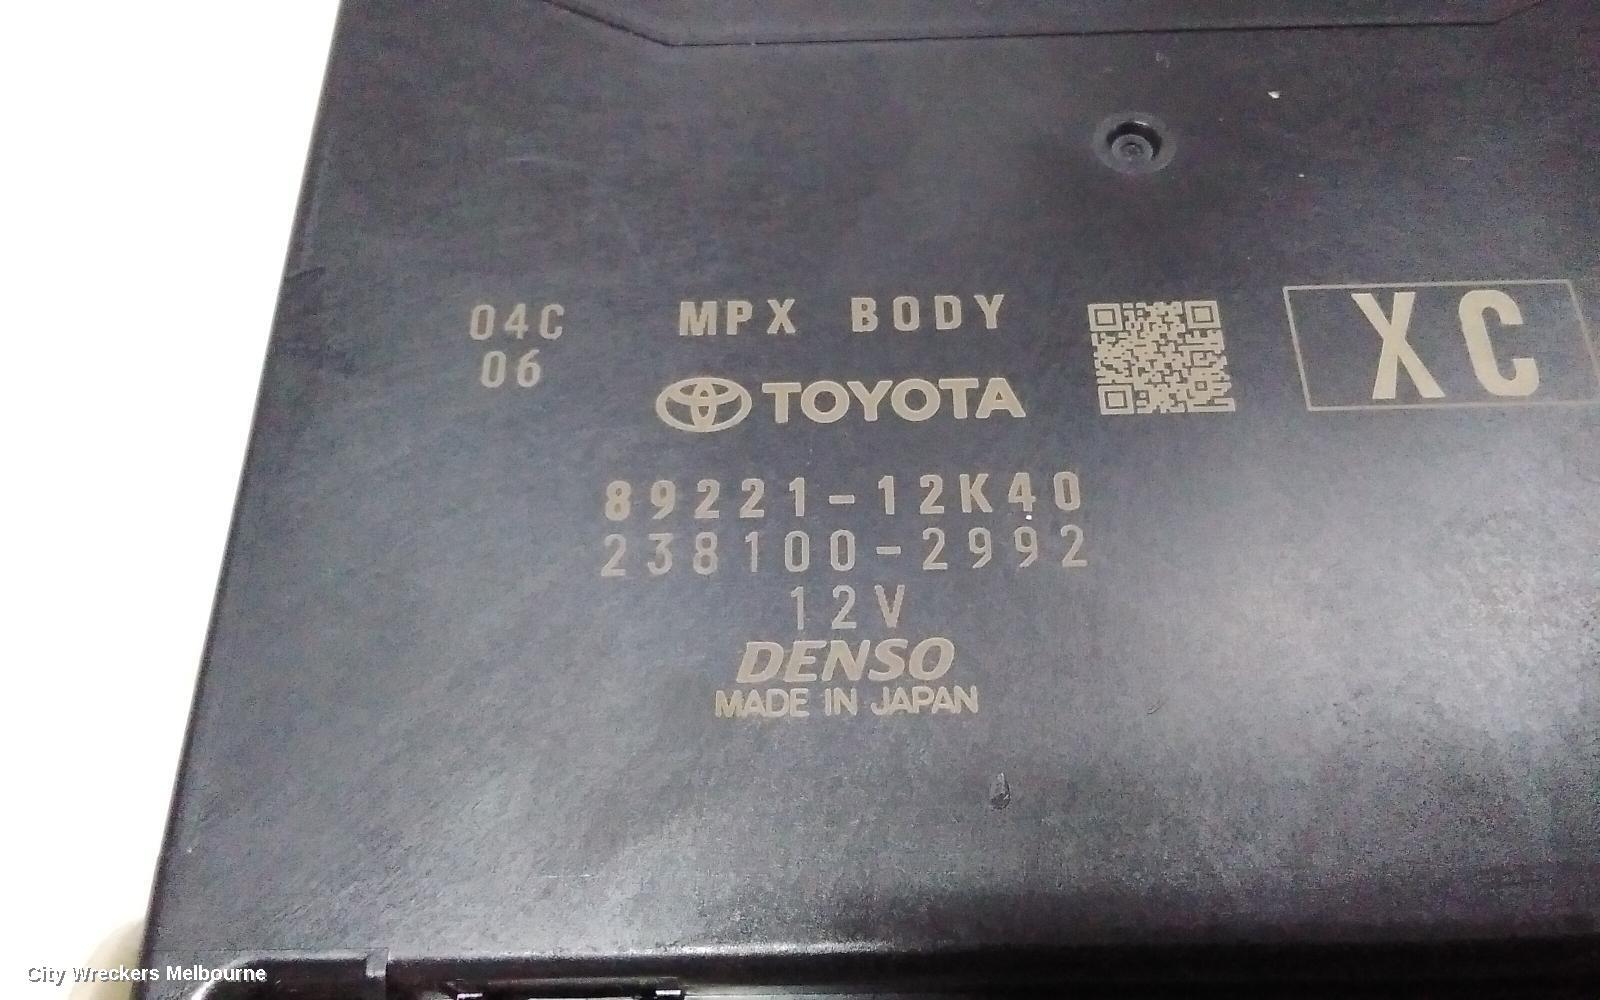 04C
06
MPX BODY
TOYOTA
XC
89221-12K40
238100-2992
12V
DENSO
MADE IN JAPAN
City Wreckers Melbourne